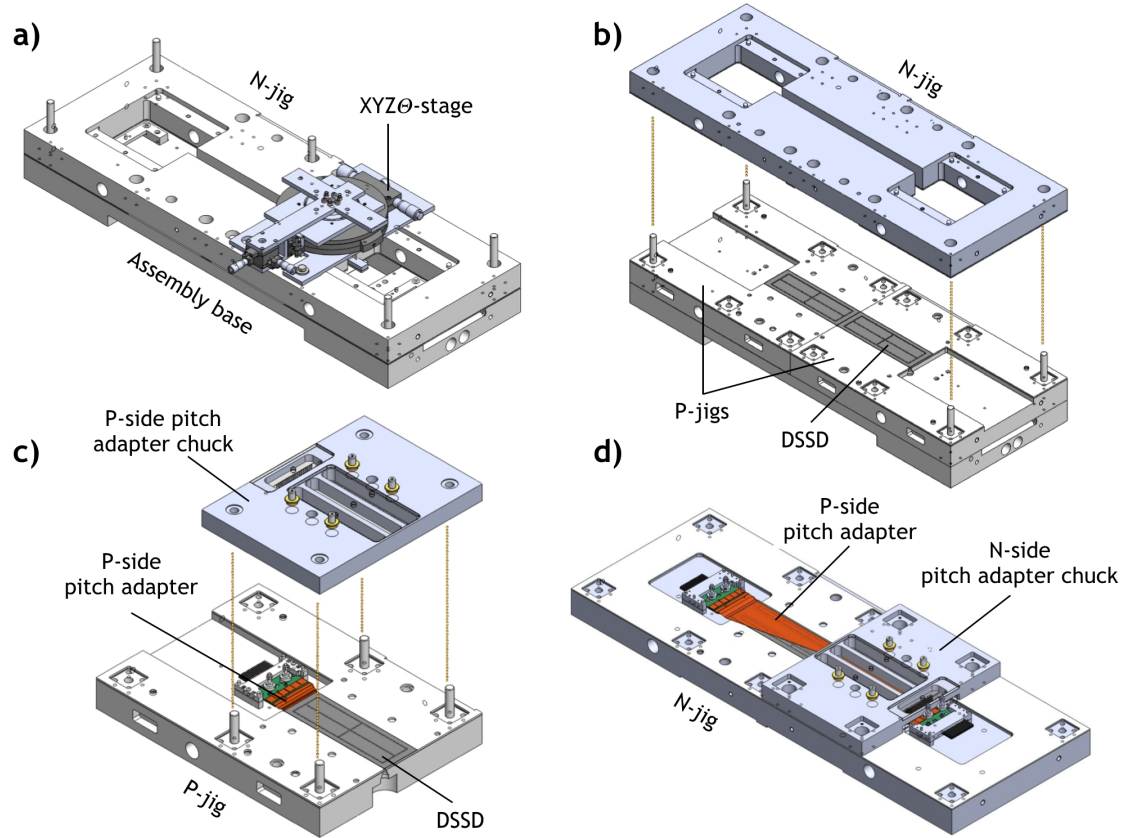 a)
N-jig
XYZΘ-stage
Assembly base
b)
N-jig
P-jigs
DSSD
c)
P-side pitch
adapter chuck
P-side
pitch adapter
P-jig
DSSD
d)
P-side
pitch adapter
N-side
pitch adapter chuck
N-jig